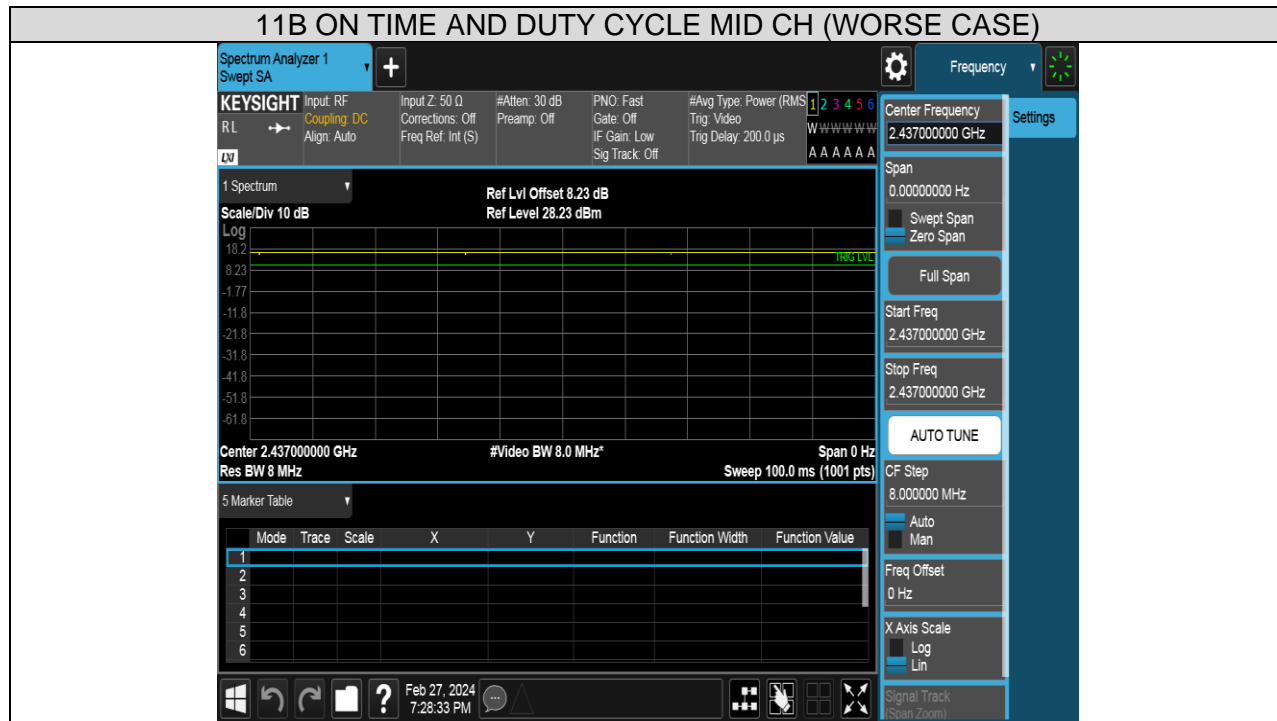 11B ON TIME AND DUTY CYCLE MID CH (WORSE CASE)
Spectrum Analyzer 1
Swept SA
Frequency
KEYSIGHT
RL
LXI
Input: RF
Coupling: DC
Align: Auto
Input Z: 50 Ω
Corrections: Off
Freq Ref: Int (S)
#Atten: 30 dB
Preamp: Off
PNO: Fast
Gate: Off
IF Gain: Low
Sig Track: Off
#Avg Type: Power (RMS
Trig: Video
Trig Delay: 200.0 µs
1 2 3 4 5 6
W W W W W W
A A A A A A
1 Spectrum
Scale/Div 10 dB
Ref Lvl Offset 8.23 dB
Ref Level 28.23 dBm
Log
18.2
8.23
-1.77
-11.8
-21.8
-31.8
-41.8
-51.8
-61.8
TRIG LVL
Center 2.437000000 GHz
#Video BW 8.0 MHz*
Span 0 Hz
Res BW 8 MHz
Sweep 100.0 ms (1001 pts)
5 Marker Table
Mode Trace Scale X Y Function Function Width Function Value
1
2
3
4
5
6
Feb 27, 2024
7:28:33 PM
Center Frequency
2.437000000 GHz
Settings
Span
0.00000000 Hz
Swept Span
Zero Span
Full Span
Start Freq
2.437000000 GHz
Stop Freq
2.437000000 GHz
AUTO TUNE
CF Step
8.000000 MHz
Auto
Man
Freq Offset
0 Hz
X Axis Scale
Log
Lin
Signal Track
(Span Zoom)